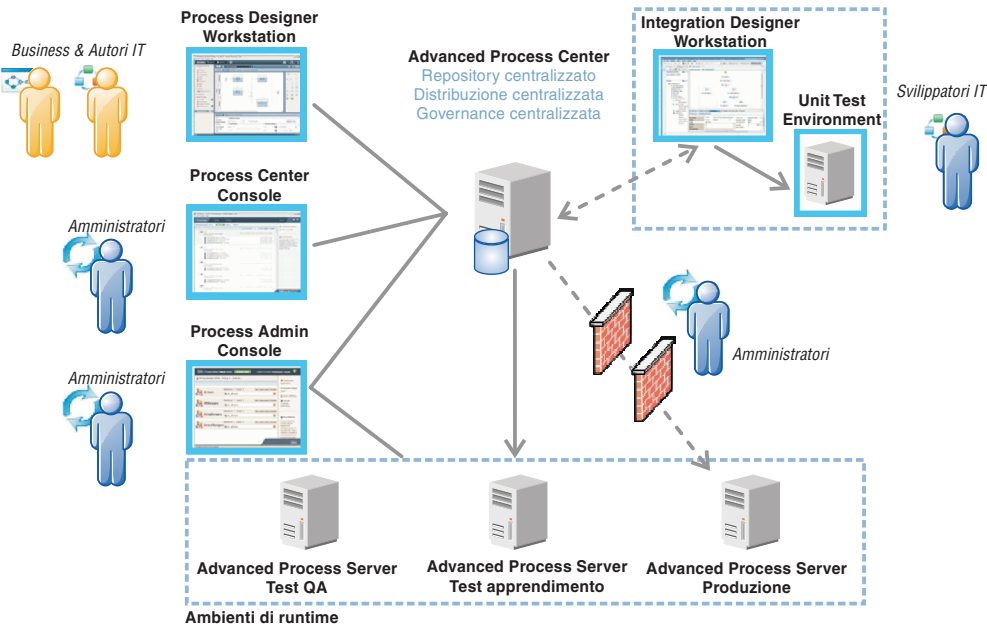 Business & Autori IT
Process Designer
Workstation
Advanced Process Center
Repository centralizzato
Distribuzione centralizzata
Governance centralizzata
Integration Designer
Workstation
Unit Test
Environment
Svilippatori IT
Process Center
Console
Amministratori
Process Admin
Console
Amministratori
Amministratori
Advanced Process Server
Test QA
Advanced Process Server
Test apprendimento
Advanced Process Server
Produzione
Ambienti di runtime